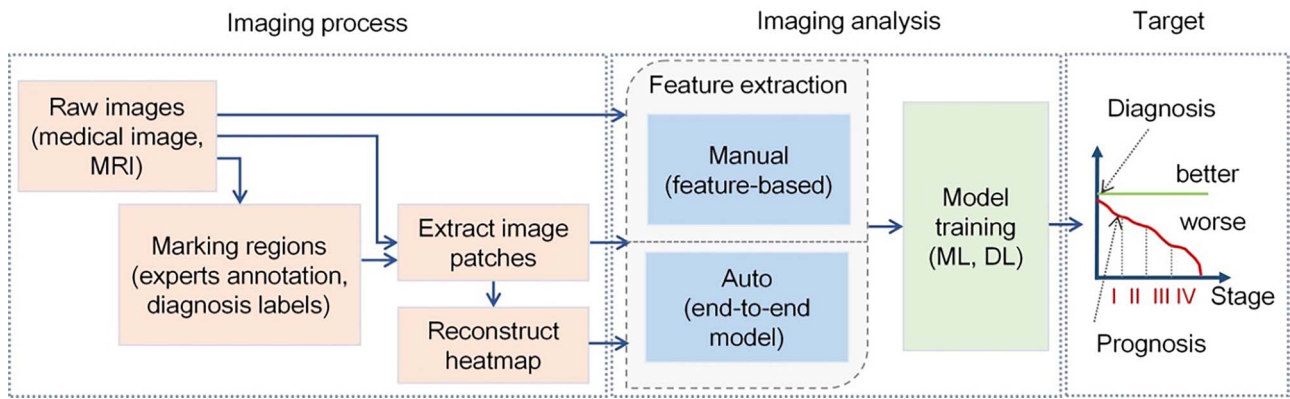 Imaging process
Imaging analysis
Target
Raw images
(medical image,
MRI)
Marking regions
(experts annotation,
diagnosis labels)
Extract image
patches
Reconstruct
heatmap
Feature extraction
Manual
(feature-based)
Auto
(end-to-end
model)
Model
training
(ML, DL)
Diagnosis
better
worse
I II III IV Stage
Prognosis